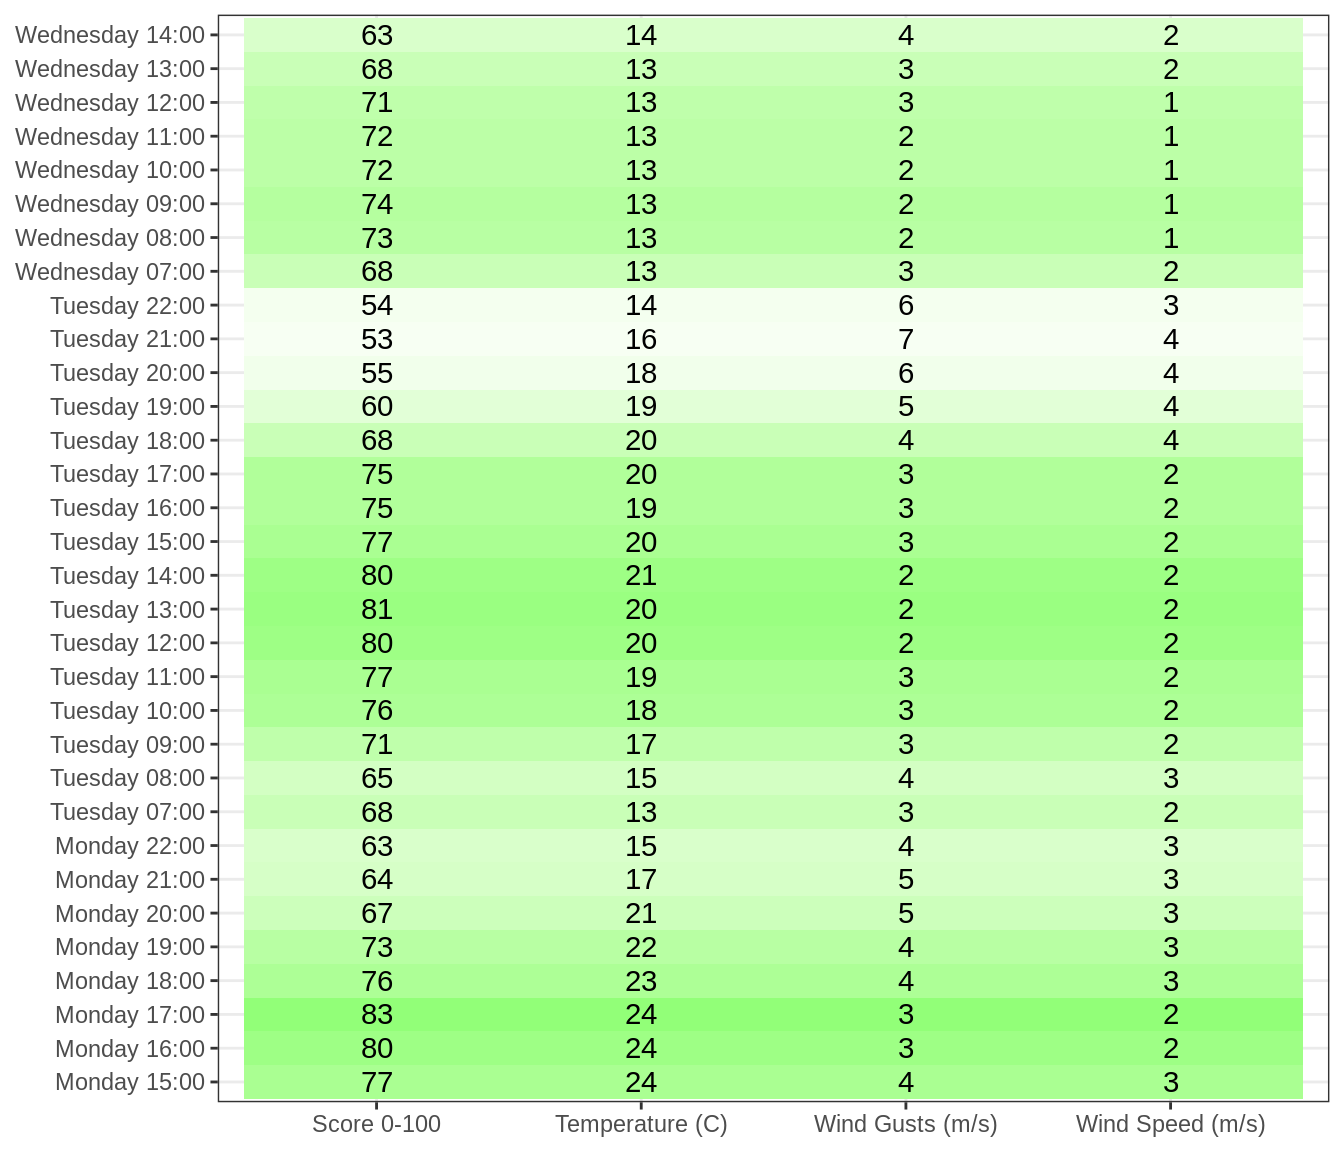 Wednesday 14:00 63 14 4 2
Wednesday 13:00 68 13 3 2
Wednesday 12:00 71 13 3 1
Wednesday 11:00 72 13 2 1
Wednesday 10:00 72 13 2 1
Wednesday 09:00 74 13 2 1
Wednesday 08:00 73 13 2 1
Wednesday 07:00 68 13 3 2
Tuesday 22:00 54 14 6 3
Tuesday 21:00 53 16 7 4
Tuesday 20:00 55 18 6 4
Tuesday 19:00 60 19 5 4
Tuesday 18:00 68 20 4 4
Tuesday 17:00 75 20 3 2
Tuesday 16:00 75 19 3 2
Tuesday 15:00 77 20 3 2
Tuesday 14:00 80 21 2 2
Tuesday 13:00 81 20 2 2
Tuesday 12:00 80 20 2 2
Tuesday 11:00 77 19 3 2
Tuesday 10:00 76 18 3 2
Tuesday 09:00 71 17 3 2
Tuesday 08:00 65 15 4 3
Tuesday 07:00 68 13 3 2
Monday 22:00 63 15 4 3
Monday 21:00 64 17 5 3
Monday 20:00 67 21 5 3
Monday 19:00 73 22 4 3
Monday 18:00 76 23 4 3
Monday 17:00 83 24 3 2
Monday 16:00 80 24 3 2
Monday 15:00 77 24 4 3
Score 0-100 Temperature (C) Wind Gusts (m/s) Wind Speed (m/s)